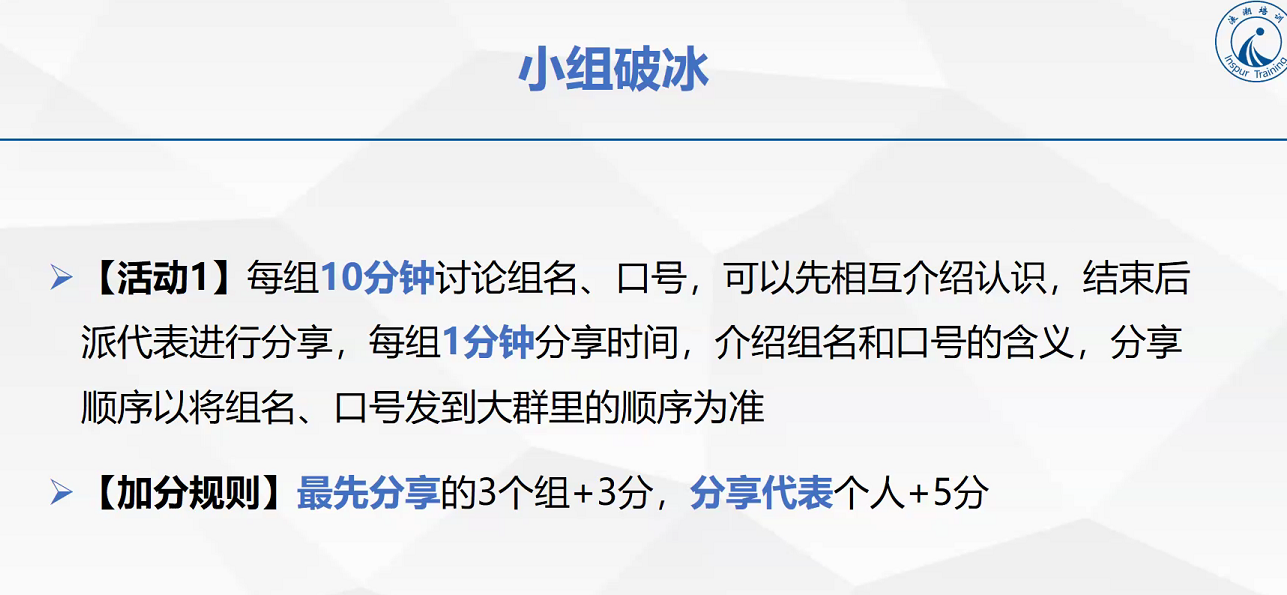 浪潮培训
Inspur Training
小组破冰
【活动1】每组10分钟讨论组名、口号，可以先相互介绍认识，结束后
派代表进行分享，每组1分钟分享时间，介绍组名和口号的含义，分享
顺序以将组名、口号发到大群里的顺序为准
【加分规则】最先分享的3个组+3分，分享代表个人+5分